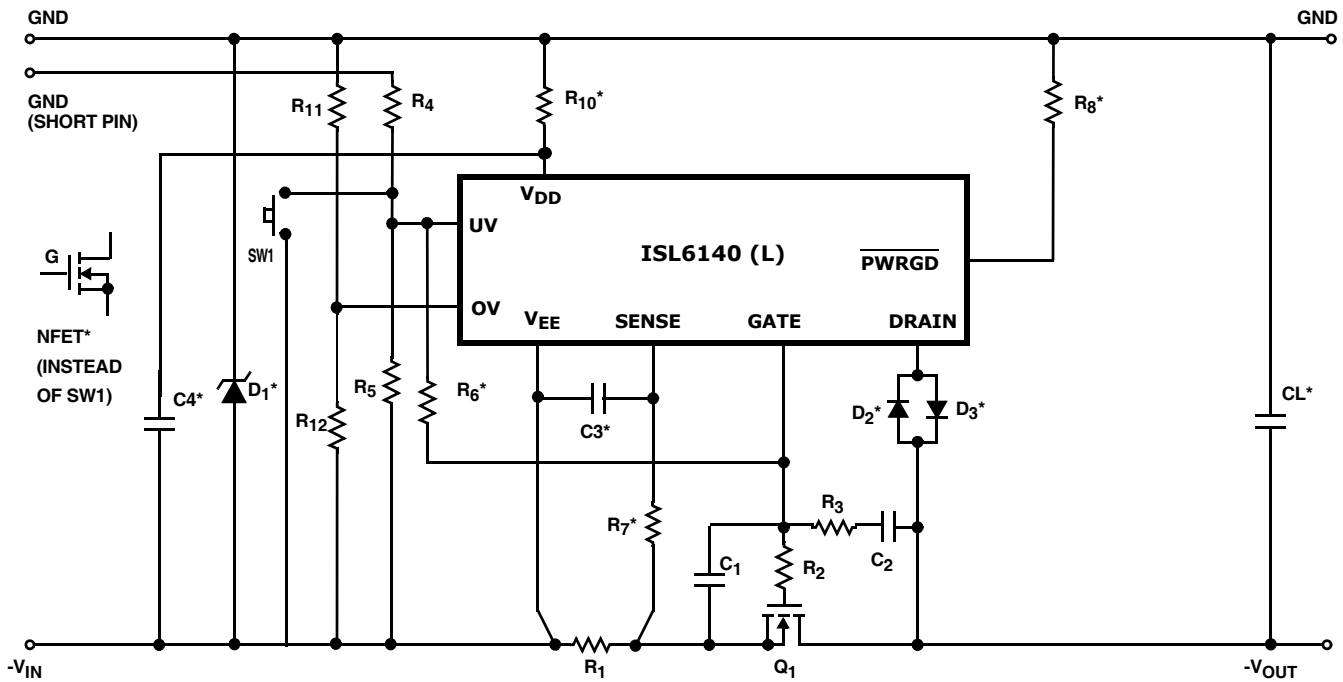 GND
GND
GND
(SHORT PIN)
R11
R4
R10*
R8*
VDD
UV
SW1
ISL6140 (L)
PWRGD
G
OV
VEE
SENSE
GATE
DRAIN
NFET*
(INSTEAD
OF SW1)
C4*
D1*
R5
R6*
R12
C3*
D2*
D3*
CL*
R7*
R3
C1
R2
C2
-VIN
R1
Q1
-VOUT